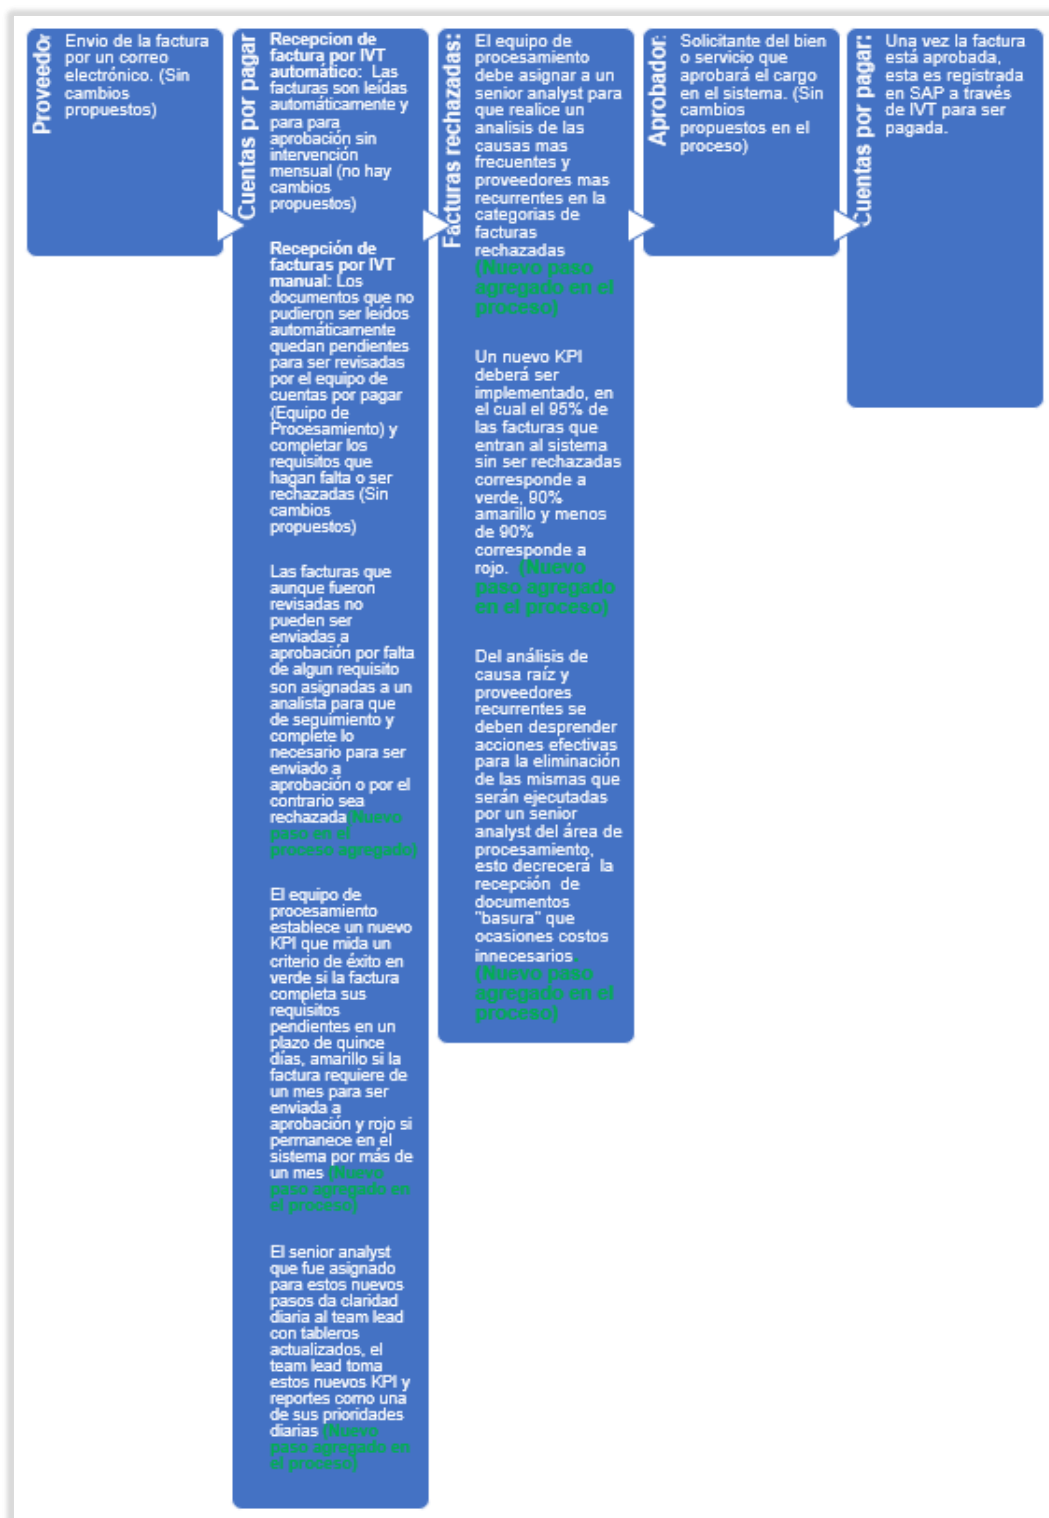 Proveedor
Envio de la factura
por un correo
electrónico. (Sin
cambios
propuestos)
Cuentas por pagar
Recepcion de
factura por IVT
automático: Las
facturas son leídas
automáticamente y
para para
aprobación sin
intervención
mensual (no hay
cambios
propuestos)
Recepción de
facturas por IVT
manual: Los
documentos que no
pudieron ser leídos
automáticamente
quedan pendientes
para ser revisadas
por el equipo de
cuentas por pagar
(Equipo de
Procesamiento) y
completar los
requisitos que
hagan falta o ser
rechazadas (Sin
cambios
propuestos)
Las facturas que
aunque fueron
revisadas no
pueden ser
enviadas a
aprobación por falta
de algun requisito
son asignadas a un
analista para que
de seguimiento y
complete lo
necesario para ser
enviado a
aprobación o por el
contrario sea
rechazada(Nuevo
paso en el
proceso agregado)
El equipo de
procesamiento
establece un nuevo
KPI que mida un
criterio de éxito en
verde si la factura
completa sus
requisitos
pendientes en un
plazo de quince
días, amarillo si la
factura requiere de
un mes para ser
enviada a
aprobación y rojo si
permanece en el
sistema por más de
un mes (Nuevo
paso agregado en
el proceso)
El senior analyst
que fue asignado
para estos nuevos
pasos da claridad
diaria al team lead
con tableros
actualizados, el
team lead toma
estos nuevos KPI y
reportes como una
de sus prioridades
diarias (Nuevo
paso agregado en
el proceso)
Facturas rechazadas:
El equipo de
procesamiento
debe asignar a un
senior analyst para
que realice un
analisis de las
causas mas
frecuentes y
proveedores mas
recurrentes en la
categorias de
facturas
rechazadas
(Nuevo paso
agregado en el
proceso)
Un nuevo KPI
deberá ser
implementado, en
el cual el 95% de
las facturas que
entran al sistema
sin ser rechazadas
corresponde a
verde, 90%
amarillo y menos
de 90%
corresponde a
rojo. (Nuevo
paso agregado
en el proceso)
Del análisis de
causa raíz y
proveedores
recurrentes se
deben desprender
acciones efectivas
para la eliminación
de las mismas que
serán ejecutadas
por un senior
analyst del área de
procesamiento,
esto decrecerá la
recepción de
documentos
"basura" que
ocasiones costos
innecesarios.
(Nuevo paso
agregado en el
proceso)
Aprobador:
Solicitante del bien
o servicio que
aprobará el cargo
en el sistema. (Sin
cambios
propuestos en el
proceso)
Cuentas por pagar:
Una vez la factura
está aprobada,
esta es registrada
en SAP a través
de IVT para ser
pagada.